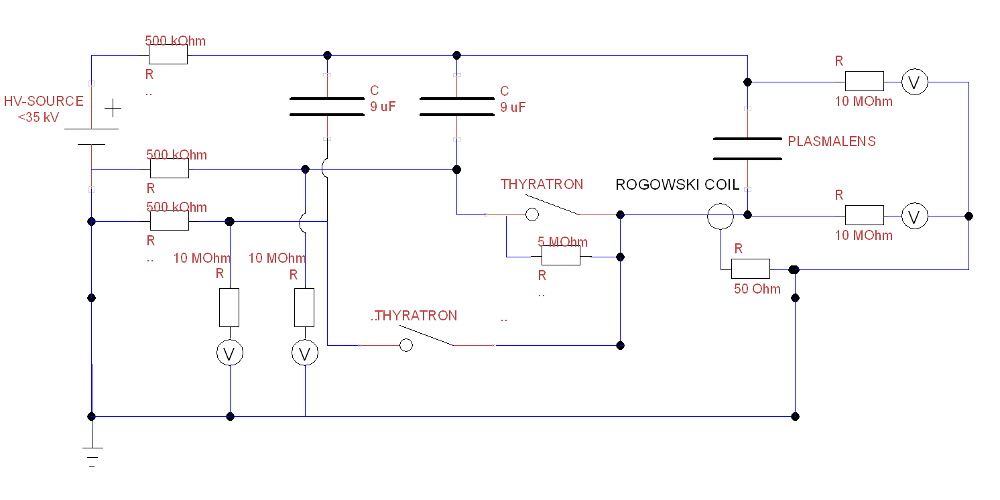 500 kOhm
R
..
HV-SOURCE
<35 kV
C
9 uF
C
9 uF
R
10 MOhm
V
PLASMALENS
500 kOhm
R
THYRATRON
ROGOWSKI COIL
R
10 MOhm
V
500 kOhm
R
..
5 MOhm
R
..
R
50 Ohm
10 MOhm
R
10 MOhm
R
V
V
..THYRATRON
..